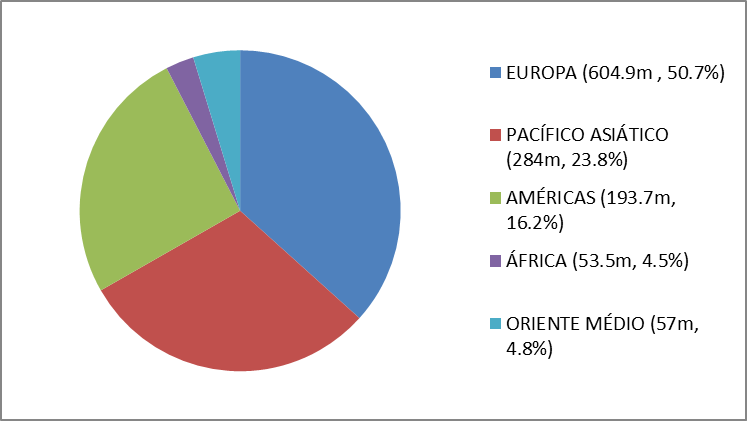 EUROPA (604.9m , 50.7%)
PACÍFICO ASIÁTICO
(284m, 23.8%)
AMÉRICAS (193.7m,
16.2%)
ÁFRICA (53.5m, 4.5%)
ORIENTE MÉDIO (57m,
4.8%)